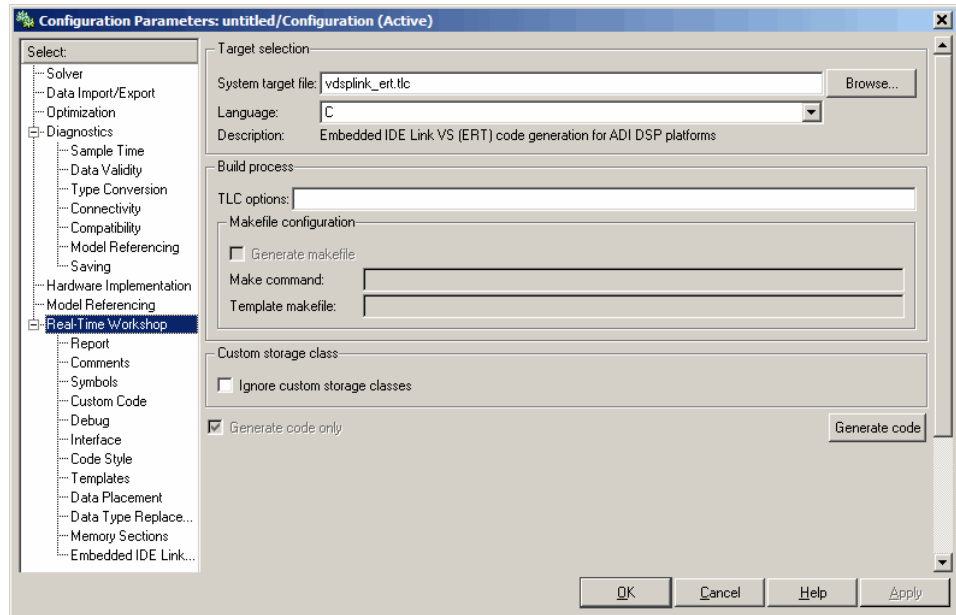 Configuration Parameters: untitled/Configuration (Active)
Select:
Solver
Data Import/Export
Optimization
Diagnostics
Sample Time
Data Validity
Type Conversion
Connectivity
Compatibility
Model Referencing
Saving
Hardware Implementation
Model Referencing
Real-Time Workshop
Report
Comments
Symbols
Custom Code
Debug
Interface
Code Style
Templates
Data Placement
Data Type Replace...
Memory Sections
Embedded IDE Link...
Target selection
System target file: vdsplink_ert.tlc Browse...
Language: C
Description: Embedded IDE Link VS (ERT) code generation for ADI DSP platforms
Build process
TLC options:
Makefile configuration
Generate makefile
Make command:
Template makefile:
Custom storage class
Ignore custom storage classes
Generate code only Generate code
OK Cancel Help Apply